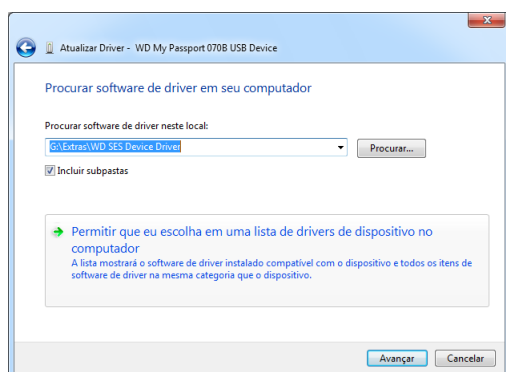 Atualizar Driver - WD My Passport 070B USB Device
Procurar software de driver em seu computador
Procurar software de driver neste local:
G:\Extras\WD SES Device Driver
Procurar...
Incluir subpastas
Permitir que eu escolha em uma lista de drivers de dispositivo no
computador
A lista mostrará o software de driver instalado compatível com o dispositivo e todos os itens de
software de driver na mesma categoria que o dispositivo.
Avançar
Cancelar